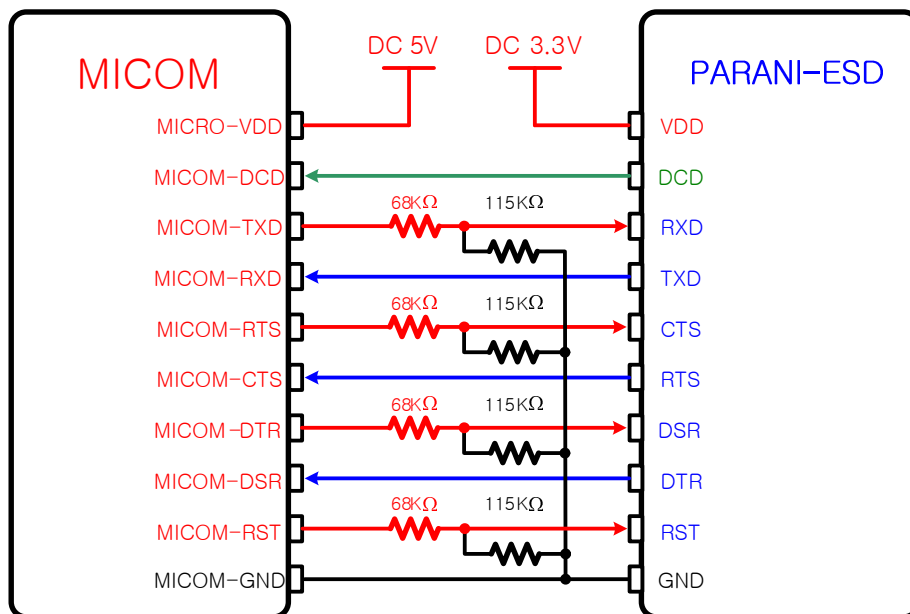 DC 5V DC 3.3V
MICOM PARANI-ESD
MICRO-VDD VDD
MICOM-DCD DCD
68KΩ 115KΩ
MICOM-TXD RXD
MICOM-RXD TXD
68KΩ 115KΩ
MICOM-RTS CTS
MICOM-CTS RTS
68KΩ 115KΩ
MICOM-DTR DSR
MICOM-DSR DTR
68KΩ 115KΩ
MICOM-RST RST
MICOM-GND GND